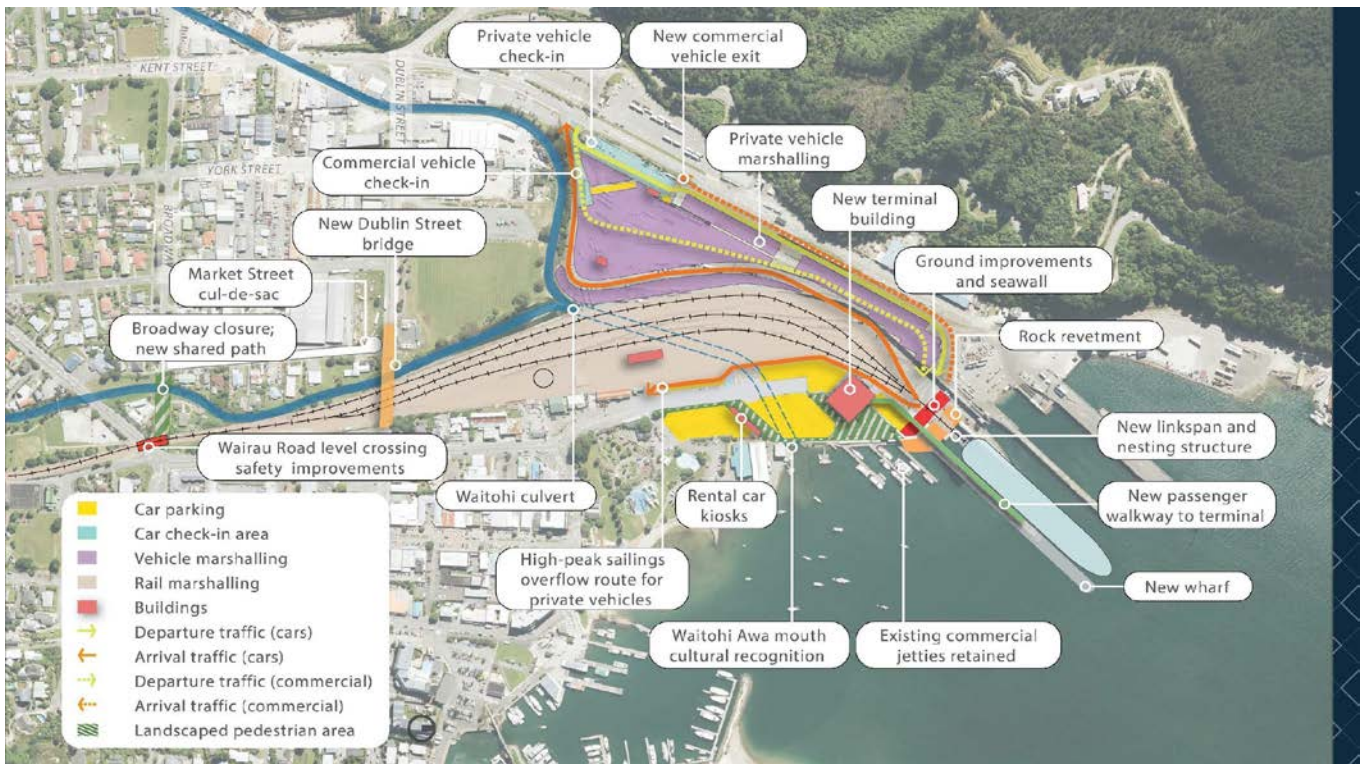 Private vehicle
check-in
New commercial
vehicle exit
KENT STREET
DUBLIN STREET
Private vehicle
marshalling
Commercial vehicle
check-in
YORK STREET
New terminal
building
BROADWAY
New Dublin Street
bridge
Ground improvements
and seawall
Market Street
cul-de-sac
Broadway closure;
new shared path
Rock revetment
Wairau Road level crossing
safety improvements
Waitohi culvert
Rental car
kiosks
New linkspan and
nesting structure
New passenger
walkway to terminal
High-peak sailings
overflow route for
private vehicles
New wharf
Waitohi Awa mouth
cultural recognition
Existing commercial
jetties retained
Car parking
Car check-in area
Vehicle marshalling
Rail marshalling
Buildings
Departure traffic (cars)
Arrival traffic (cars)
Departure traffic (commercial)
Arrival traffic (commercial)
Landscaped pedestrian area